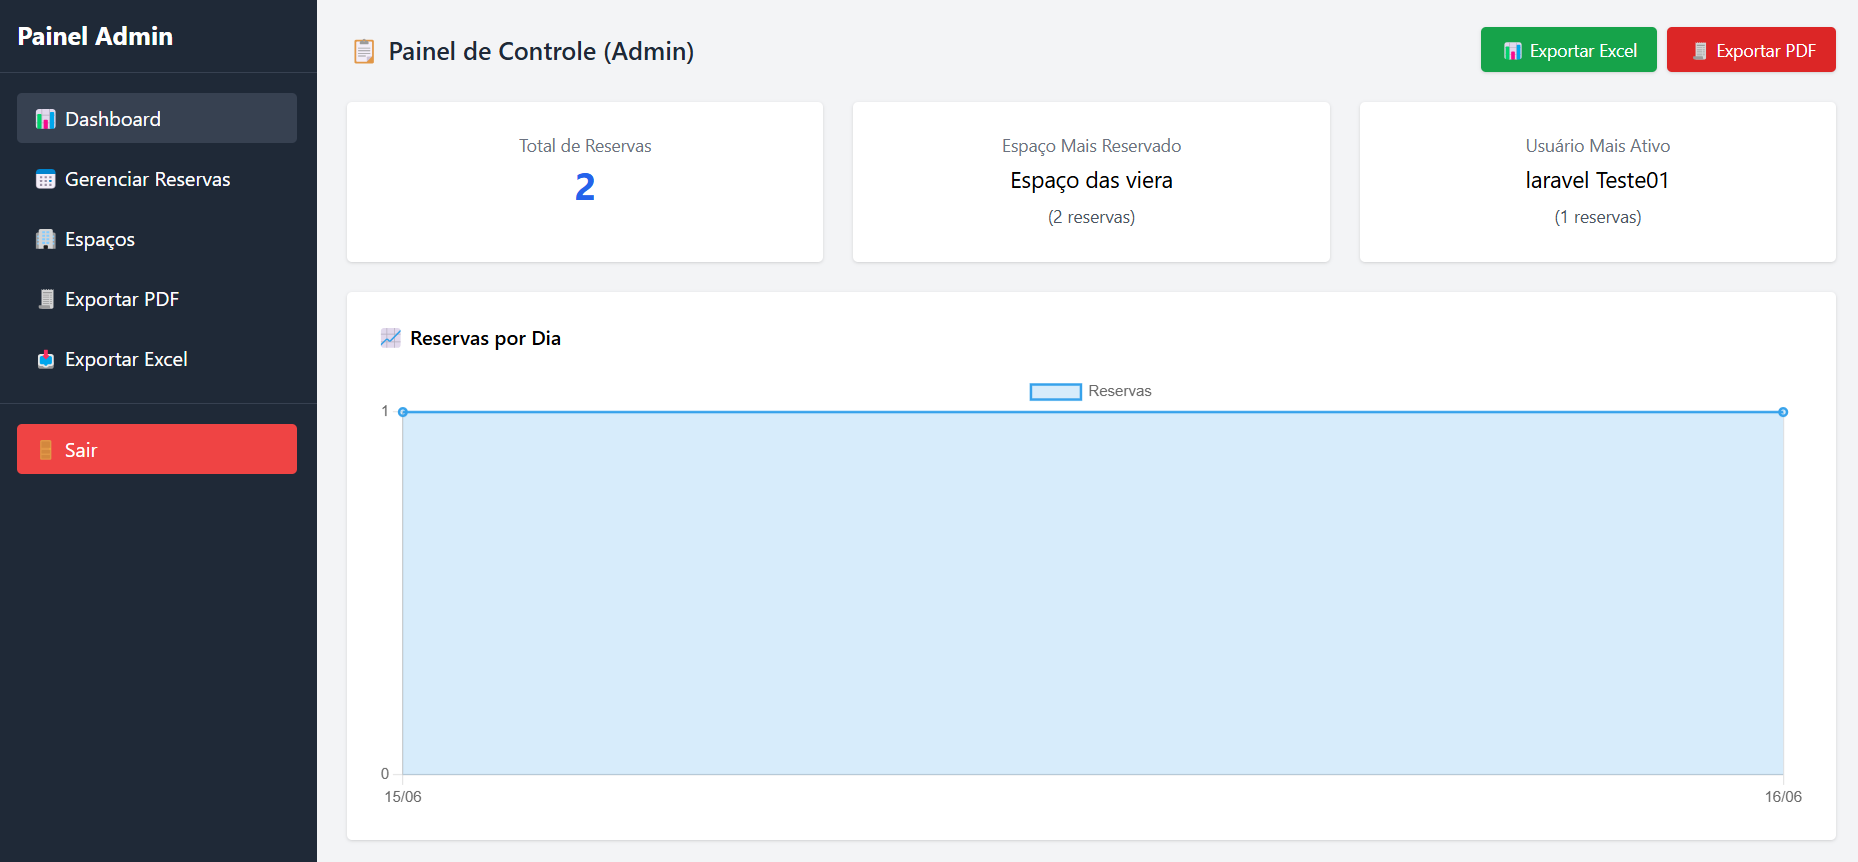 Painel Admin
Dashboard
Gerenciar Reservas
Espaços
Exportar PDF
Exportar Excel
Sair
Painel de Controle (Admin)
Exportar Excel
Exportar PDF
Total de Reservas
2
Espaço Mais Reservado
Espaço das viera
(2 reservas)
Usuário Mais Ativo
laravel Teste01
(1 reservas)
Reservas por Dia
Reservas
1
0
15/06
16/06